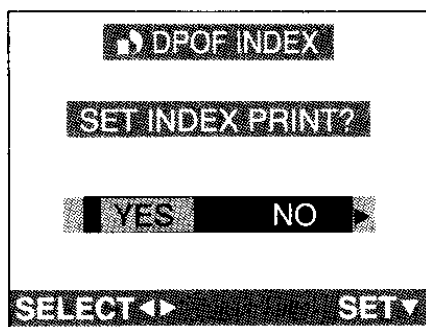 DPOF INDEX
SET INDEX PRINT?
YES NO
SELECT SET